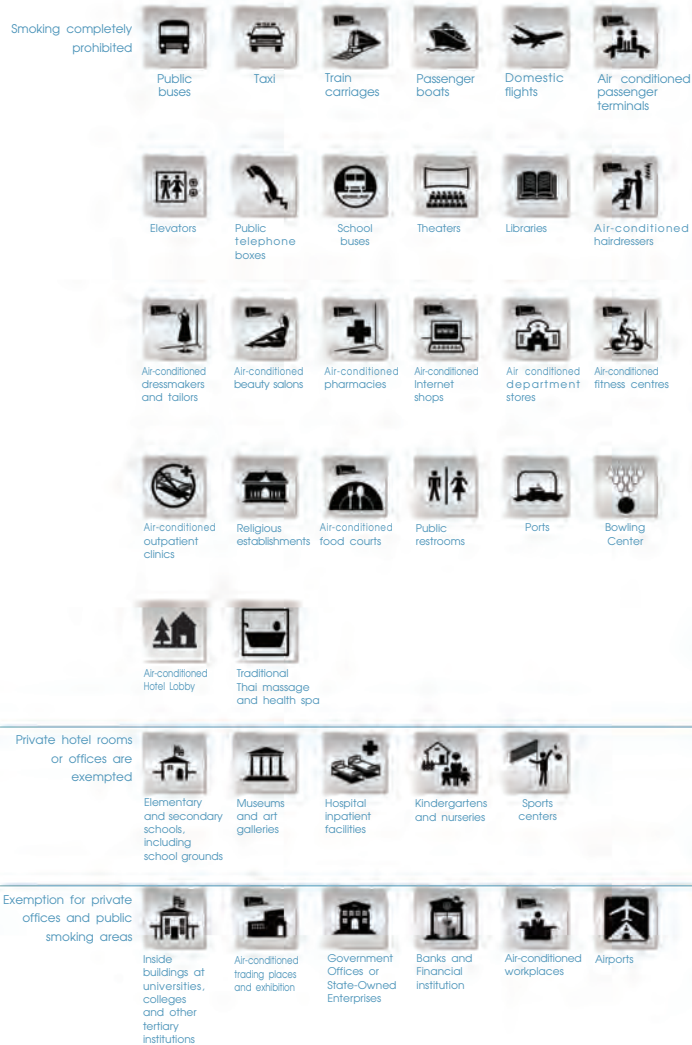 Smoking completely
prohibited
Public
buses
Taxi
Train
carriages
Passenger
boats
Domestic
flights
Air conditioned
passenger
terminals
Elevators
Public
telephone
boxes
School
buses
Theaters
Libraries
Air-conditioned
hairdressers
Air-conditioned
dressmakers
and tailors
Air-conditioned
beauty salons
Air-conditioned
pharmacies
Air-conditioned
Internet
shops
Air conditioned
department
stores
Air-conditioned
fitness centres
Air-conditioned
outpatient
clinics
Religious
establishments
Air-conditioned
food courts
Public
restrooms
Ports
Bowling
Center
Air-conditioned
Hotel Lobby
Traditional
Thai massage
and health spa
Private hotel rooms
or offices are
exempted
Elementary
and secondary
schools,
including
school grounds
Museums
and art
galleries
Hospital
inpatient
facilities
Kindergartens
and nurseries
Sports
centers
Exemption for private
offices and public
smoking areas
Inside
buildings at
universities,
colleges
and other
tertiary
institutions
Air-conditioned
trading places
and exhibition
Government
Offices or
State-Owned
Enterprises
Banks and
Financial
institution
Air-conditioned
workplaces
Airports